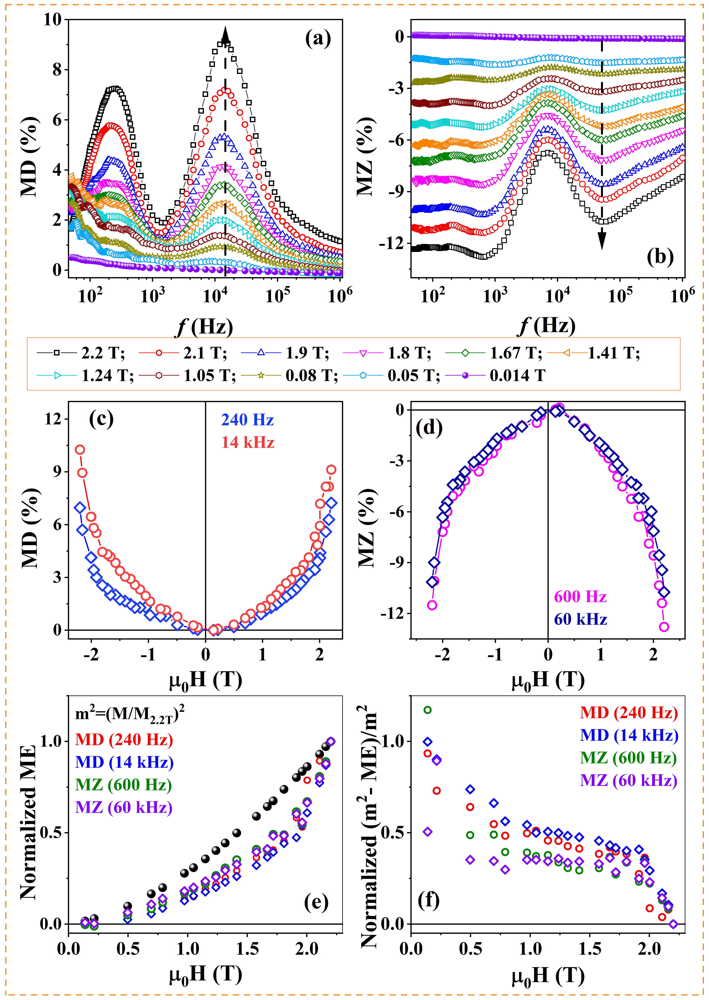 10
8
6
4
2
0
MD (%)
(a)
10² 10³ 10⁴ 10⁵ 10⁶
f (Hz)
0
-3
-6
-9
-12
MZ (%)
(b)
10² 10³ 10⁴ 10⁵ 10⁶
f (Hz)
2.2 T; 2.1 T; 1.9 T; 1.8 T; 1.67 T; 1.41 T;
1.24 T; 1.05 T; 0.08 T; 0.05 T; 0.014 T
12
9
6
3
0
MD (%)
(c)
240 Hz
14 kHz
-2 -1 0 1 2
μ₀H (T)
0
-3
-6
-9
-12
MZ (%)
(d)
600 Hz
60 kHz
-2 -1 0 1 2
μ₀H (T)
1.0
0.5
0.0
Normalized ME
m²=(M/M₂.₂T)²
MD (240 Hz)
MD (14 kHz)
MZ (600 Hz)
MZ (60 kHz)
(e)
0.0 0.5 1.0 1.5 2.0
μ₀H (T)
1.0
0.5
0.0
Normalized (m²- ME)/m²
MD (240 Hz)
MD (14 kHz)
MZ (600 Hz)
MZ (60 kHz)
(f)
0.0 0.5 1.0 1.5 2.0
μ₀H (T)